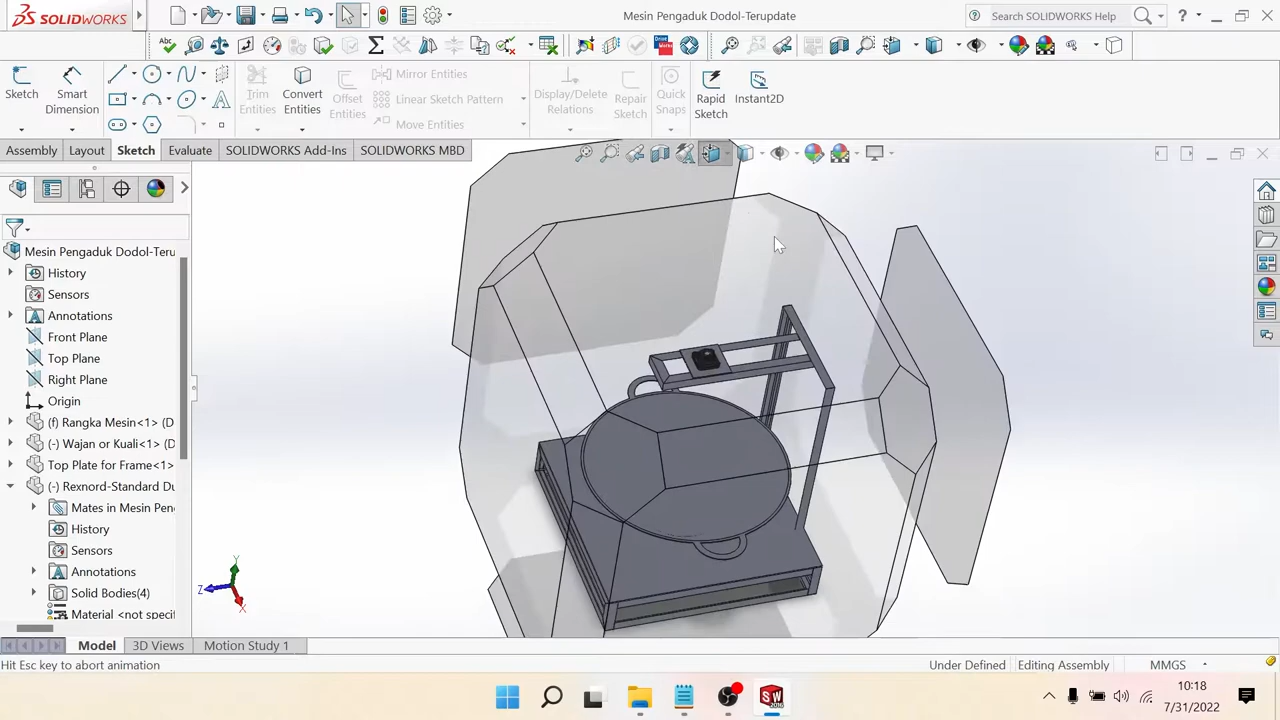 SOLIDWORKS
Mesin Pengaduk Dodol-Terupdate
Search SOLIDWORKS Help
?
Sketch
Smart Dimension
Trim Entities
Convert Entities
Offset Entities
Mirror Entities
Linear Sketch Pattern
Move Entities
Display/Delete Relations
Repair Sketch
Quick Snaps
Rapid Sketch
Instant2D
Assembly
Layout
Sketch
Evaluate
SOLIDWORKS Add-Ins
SOLIDWORKS MBD
Mesin Pengaduk Dodol-Teru
History
Sensors
Annotations
Front Plane
Top Plane
Right Plane
Origin
(f) Rangka Mesin<1> (D
(-) Wajan or Kuali<1> (D
Top Plate for Frame<1>
(-) Rexnord-Standard Du
Mates in Mesin Pen
History
Sensors
Annotations
Solid Bodies(4)
Material <not specif
Y
Z
X
Model
3D Views
Motion Study 1
Hit Esc key to abort animation
Under Defined
Editing Assembly
MMGS
10:18
7/31/2022